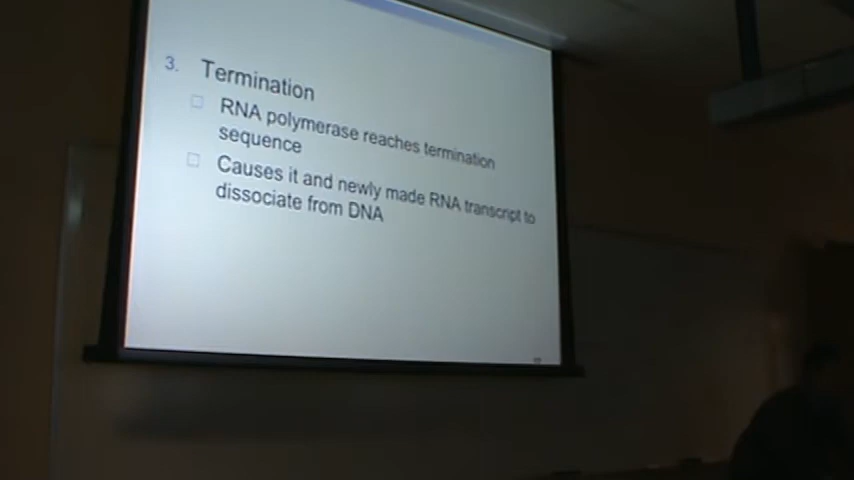 3. Termination
RNA polymerase reaches termination
sequence
Causes it and newly made RNA transcript to
dissociate from DNA